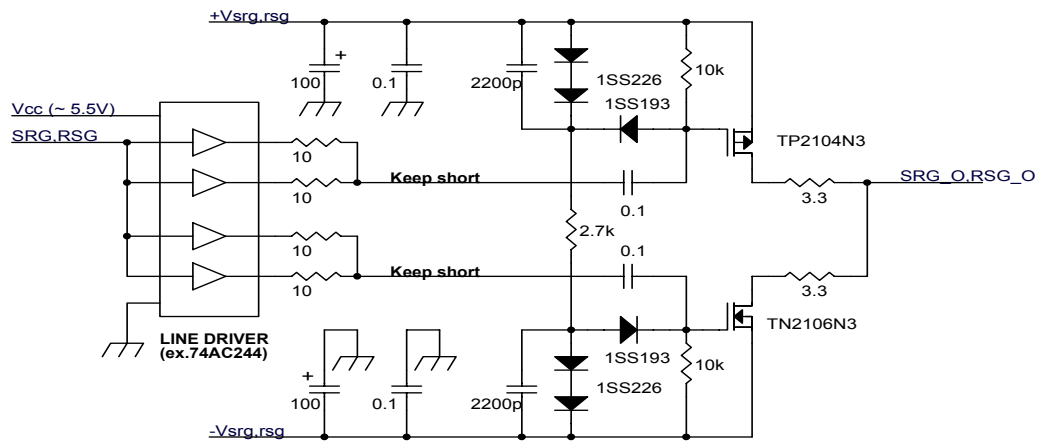 +Vsrg,rsg
+
100
0.1
2200p
1SS226
1SS193
10k
Vcc (~ 5.5V)
SRG,RSG
TP2104N3
10
Keep short
10
0.1
3.3
SRG_O,RSG_O
2.7k
0.1
10
Keep short
10
3.3
TN2106N3
LINE DRIVER
(ex.74AC244)
1SS193
10k
1SS226
+
100
0.1
2200p
-Vsrg,rsg